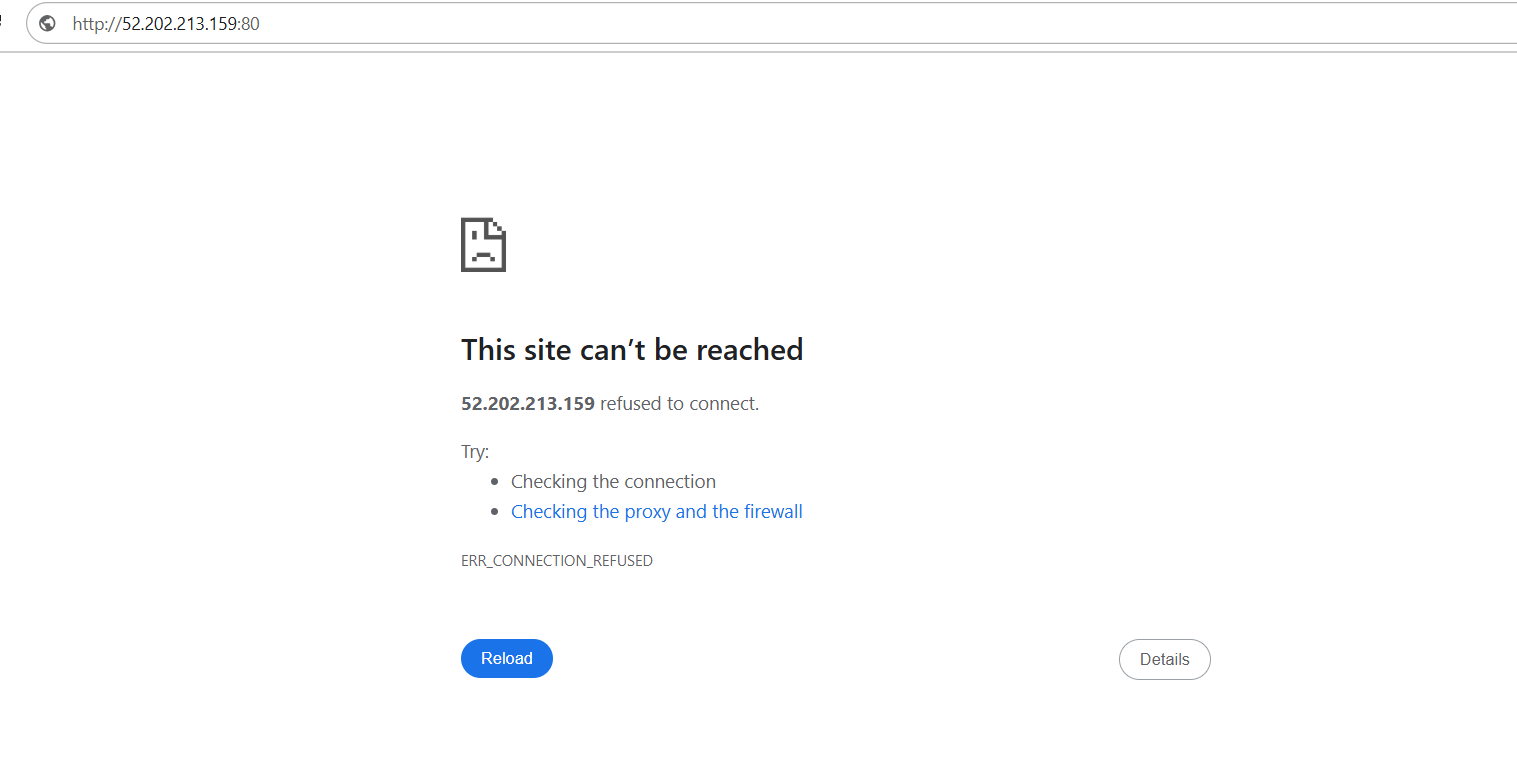 http://52.202.213.159:80
This site can’t be reached
52.202.213.159 refused to connect.
Try:
Checking the connection
Checking the proxy and the firewall
ERR_CONNECTION_REFUSED
Reload
Details